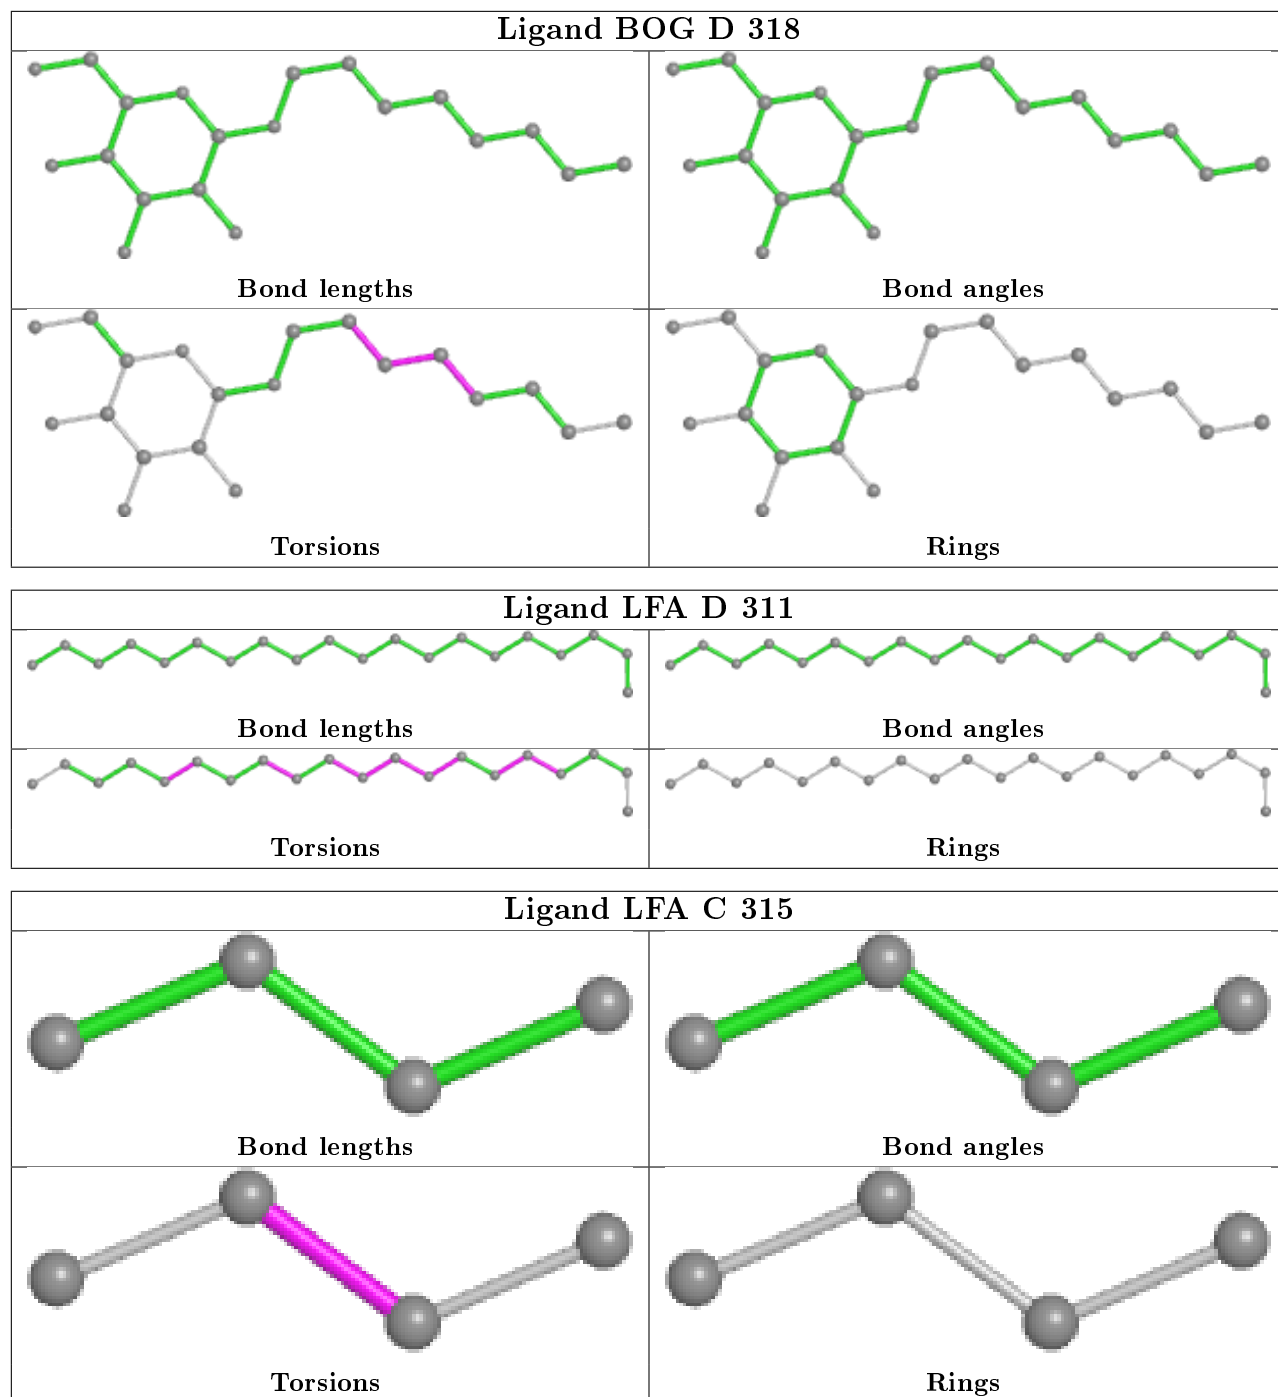 Ligand BOG D 318
Bond lengths
Bond angles
Torsions
Rings
Ligand LFA D 311
Bond lengths
Bond angles
Torsions
Rings
Ligand LFA C 315
Bond lengths
Bond angles
Torsions
Rings